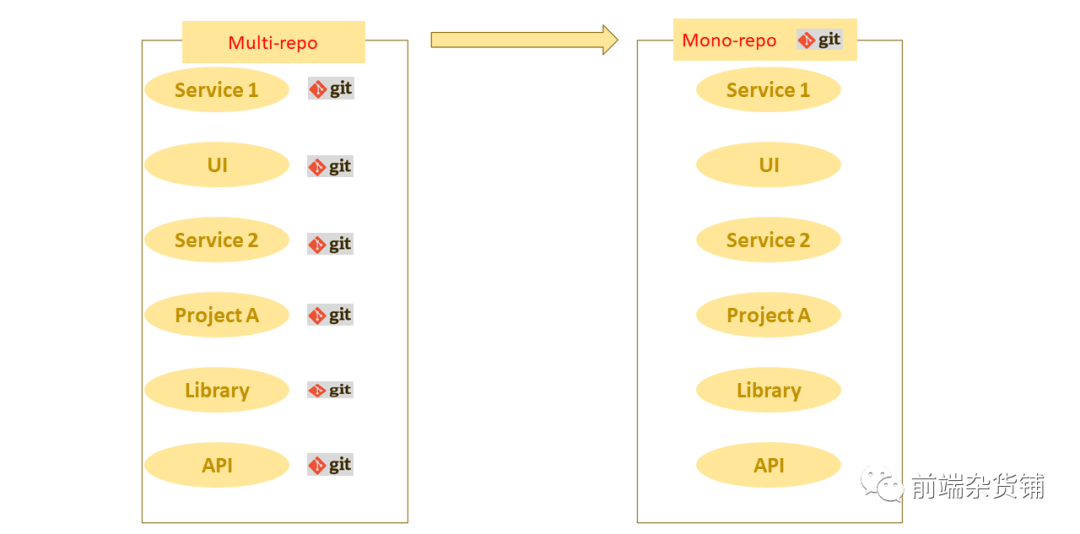 Multi-repo
Service 1 git
UI git
Service 2 git
Project A git
Library git
API git
Mono-repo git
Service 1
UI
Service 2
Project A
Library
API
前端杂货铺